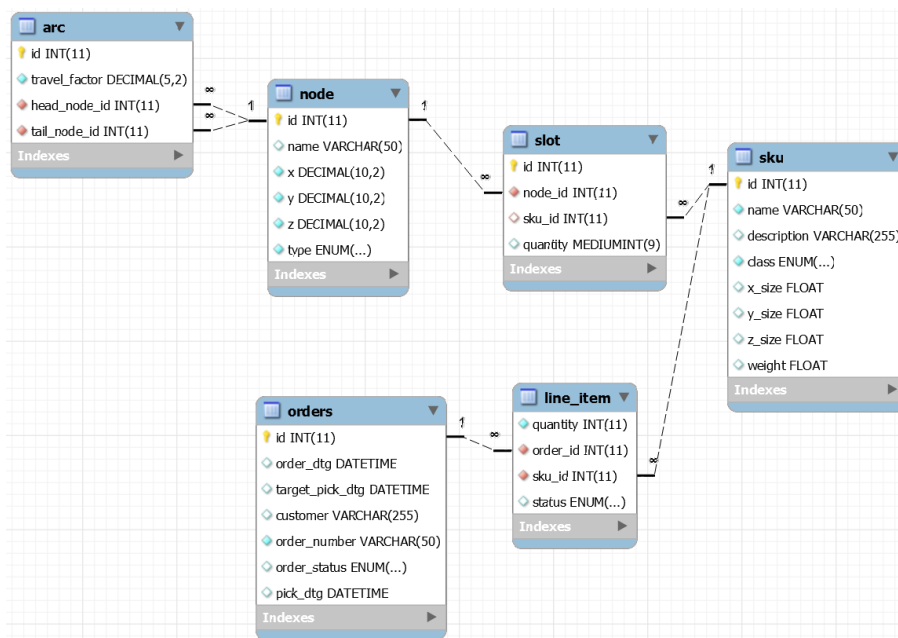 arc
id INT(11)
travel_factor DECIMAL(5,2)
head_node_id INT(11)
tail_node_id INT(11)
Indexes
∞
∞
1
node
id INT(11)
name VARCHAR(50)
x DECIMAL(10,2)
y DECIMAL(10,2)
z DECIMAL(10,2)
type ENUM(...)
Indexes
1
∞
slot
id INT(11)
node_id INT(11)
sku_id INT(11)
quantity MEDIUMINT(9)
Indexes
∞
1
sku
id INT(11)
name VARCHAR(50)
description VARCHAR(255)
class ENUM(...)
x_size FLOAT
y_size FLOAT
z_size FLOAT
weight FLOAT
Indexes
orders
id INT(11)
order_dtg DATETIME
target_pick_dtg DATETIME
customer VARCHAR(255)
order_number VARCHAR(50)
order_status ENUM(...)
pick_dtg DATETIME
Indexes
1
∞
line_item
quantity INT(11)
order_id INT(11)
sku_id INT(11)
status ENUM(...)
Indexes
∞